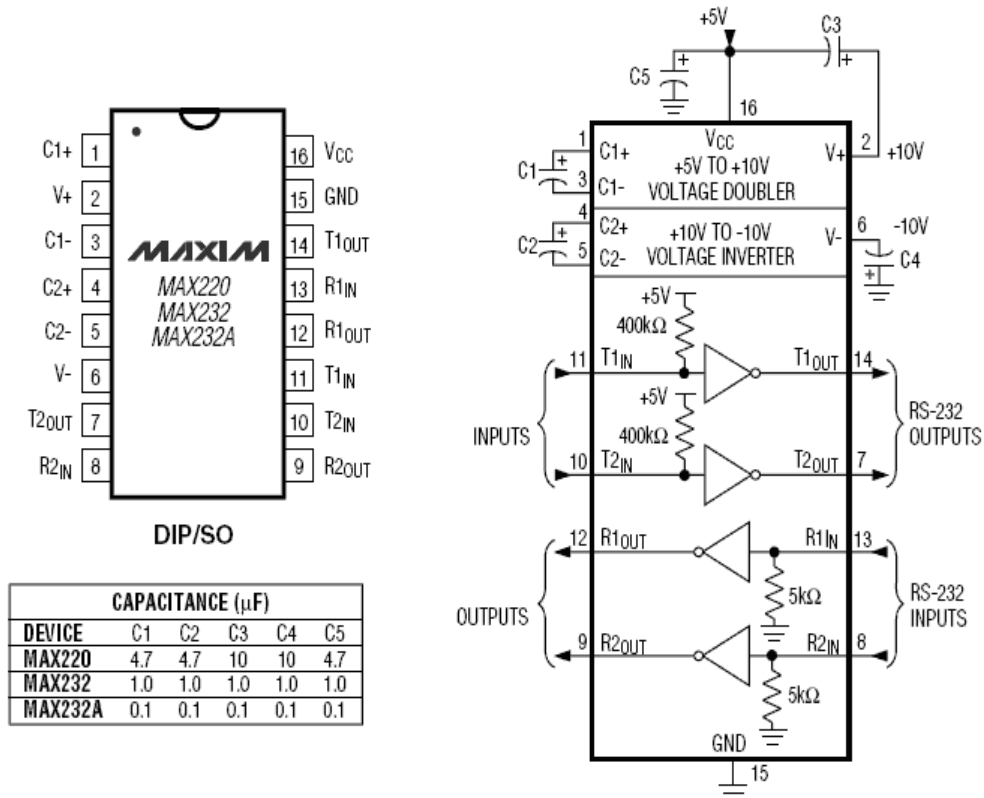 C1+ 1
V+ 2
C1- 3
C2+ 4
C2- 5
V- 6
T2OUT 7
R2IN 8
16 VCC
15 GND
14 T1OUT
13 R1IN
12 R1OUT
11 T1IN
10 T2IN
9 R2OUT
MAXIM
MAX220
MAX232
MAX232A
DIP/SO
CAPACITANCE (μF)
DEVICE C1 C2 C3 C4 C5
MAX220 4.7 4.7 10 10 4.7
MAX232 1.0 1.0 1.0 1.0 1.0
MAX232A 0.1 0.1 0.1 0.1 0.1
+5V
C3
+
C5 +
16
VCC
1 C1+
C1 +
3 C1-
+5V TO +10V
VOLTAGE DOUBLER
V+ 2 +10V
4 C2+
C2 +
5 C2-
+10V TO -10V
VOLTAGE INVERTER
V- 6 -10V
C4
+
+5V
400kΩ
11 T1IN
T1OUT 14
+5V
400kΩ
INPUTS
RS-232
OUTPUTS
10 T2IN
T2OUT 7
12 R1OUT
R1IN 13
5kΩ
OUTPUTS
RS-232
INPUTS
9 R2OUT
R2IN 8
5kΩ
GND
15